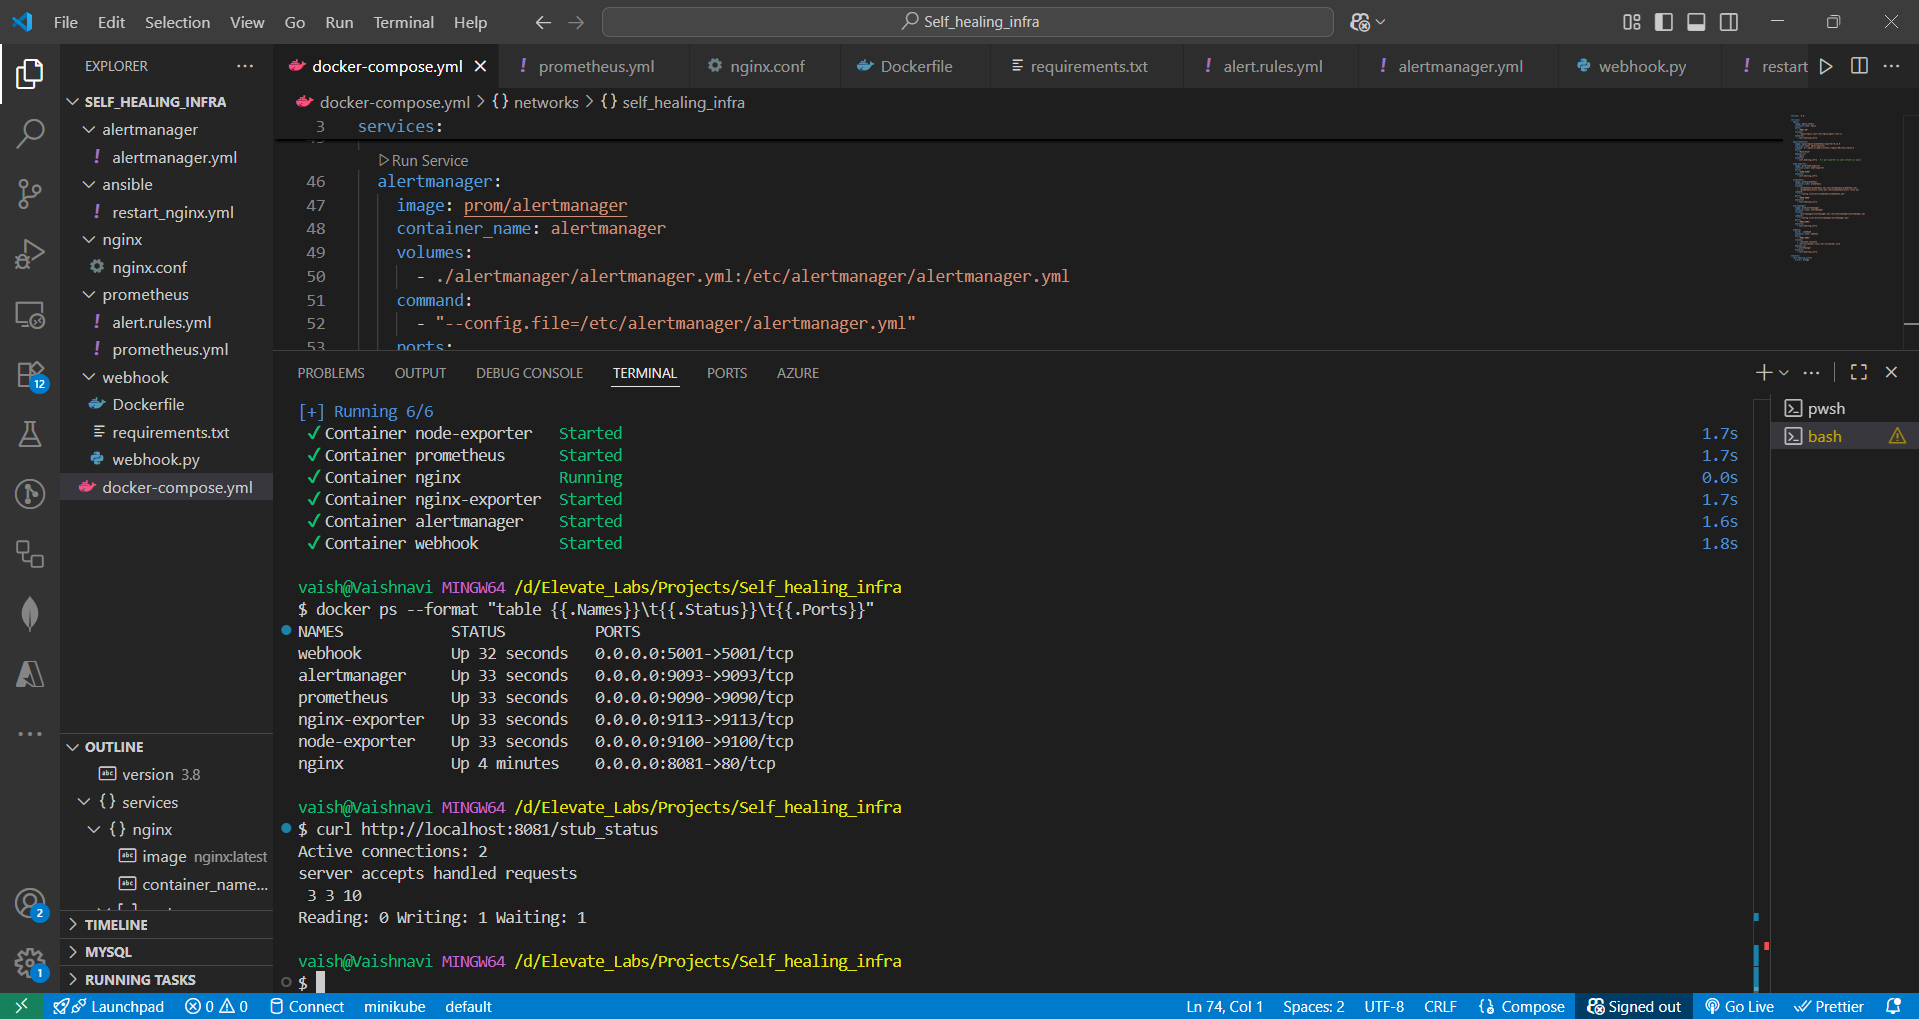 File Edit Selection View Go Run Terminal Help
Self_healing_infra
EXPLORER
SELF_HEALING_INFRA
alertmanager
! alertmanager.yml
ansible
! restart_nginx.yml
nginx
nginx.conf
prometheus
! alert.rules.yml
! prometheus.yml
webhook
Dockerfile
requirements.txt
webhook.py
docker-compose.yml
OUTLINE
version 3.8
{} services
{} nginx
image nginx:latest
container_name...
TIMELINE
MYSQL
RUNNING TASKS
12
2
1
docker-compose.yml ! prometheus.yml nginx.conf Dockerfile requirements.txt ! alert.rules.yml ! alertmanager.yml webhook.py ! restart
docker-compose.yml > {} networks > {} self_healing_infra
3 services:
Run Service
46 alertmanager:
47 image: prom/alertmanager
48 container_name: alertmanager
49 volumes:
50 - ./alertmanager/alertmanager.yml:/etc/alertmanager/alertmanager.yml
51 command:
52 - "--config.file=/etc/alertmanager/alertmanager.yml"
53 ports:
PROBLEMS OUTPUT DEBUG CONSOLE TERMINAL PORTS AZURE
pwsh
bash
[+] Running 6/6
✓ Container node-exporter Started 1.7s
✓ Container prometheus Started 1.7s
✓ Container nginx Running 0.0s
✓ Container nginx-exporter Started 1.7s
✓ Container alertmanager Started 1.6s
✓ Container webhook Started 1.8s
vaish@Vaishnavi MINGW64 /d/Elevate_Labs/Projects/Self_healing_infra
$ docker ps --format "table {{.Names}}\t{{.Status}}\t{{.Ports}}"
NAMES STATUS PORTS
webhook Up 32 seconds 0.0.0.0:5001->5001/tcp
alertmanager Up 33 seconds 0.0.0.0:9093->9093/tcp
prometheus Up 33 seconds 0.0.0.0:9090->9090/tcp
nginx-exporter Up 33 seconds 0.0.0.0:9113->9113/tcp
node-exporter Up 33 seconds 0.0.0.0:9100->9100/tcp
nginx Up 4 minutes 0.0.0.0:8081->80/tcp
vaish@Vaishnavi MINGW64 /d/Elevate_Labs/Projects/Self_healing_infra
$ curl http://localhost:8081/stub_status
Active connections: 2
server accepts handled requests
3 3 10
Reading: 0 Writing: 1 Waiting: 1
vaish@Vaishnavi MINGW64 /d/Elevate_Labs/Projects/Self_healing_infra
$
Launchpad 0 0 Connect minikube default Ln 74, Col 1 Spaces: 2 UTF-8 CRLF {} Compose Signed out Go Live Prettier